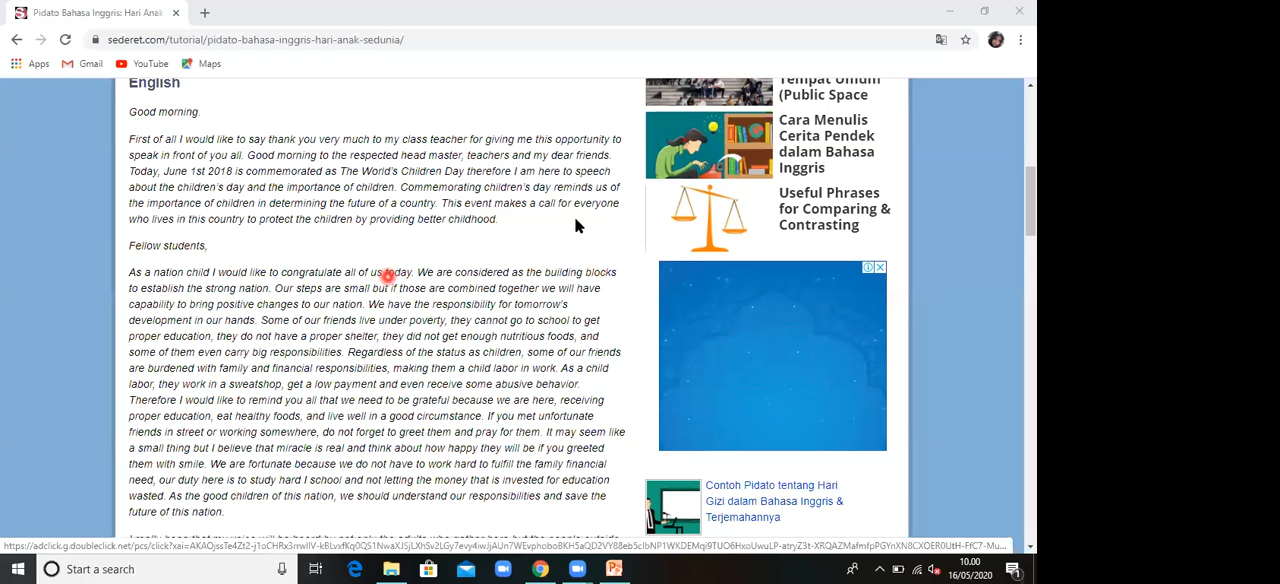 Pidato Bahasa Inggris: Hari Anak
sederet.com/tutorial/pidato-bahasa-inggris-hari-anak-sedunia/
Apps Gmail YouTube Maps
English
Good morning.
First of all I would like to say thank you very much to my class teacher for giving me this opportunity to
speak in front of you all. Good morning to the respected head master, teachers and my dear friends.
Today, June 1st 2018 is commemorated as The World's Children Day therefore I am here to speech
about the children's day and the importance of children. Commemorating children's day reminds us of
the importance of children in determining the future of a country. This event makes a call for everyone
who lives in this country to protect the children by providing better childhood.
Fellow students,
As a nation child I would like to congratulate all of us today. We are considered as the building blocks
to establish the strong nation. Our steps are small but if those are combined together we will have
capability to bring positive changes to our nation. We have the responsibility for tomorrow's
development in our hands. Some of our friends live under poverty, they cannot go to school to get
proper education, they do not have a proper shelter, they did not get enough nutritious foods, and
some of them even carry big responsibilities. Regardless of the status as children, some of our friends
are burdened with family and financial responsibilities, making them a child labor in work. As a child
labor, they work in a sweatshop, get a low payment and even receive some abusive behavior.
Therefore I would like to remind you all that we need to be grateful because we are here, receiving
proper education, eat healthy foods, and live well in a good circumstance. If you met unfortunate
friends in street or working somewhere, do not forget to greet them and pray for them. It may seem like
a small thing but I believe that miracle is real and think about how happy they will be if you greeted
them with smile. We are fortunate because we do not have to work hard to fulfill the family financial
need, our duty here is to study hard I school and not letting the money that is invested for education
wasted. As the good children of this nation, we should understand our responsibilities and save the
future of this nation.
Tempat Umum
(Public Space
Cara Menulis
Cerita Pendek
dalam Bahasa
Inggris
Useful Phrases
for Comparing &
Contrasting
Contoh Pidato tentang Hari
Gizi dalam Bahasa Inggris &
Terjemahannya
Start a search
10.00
16/05/2020